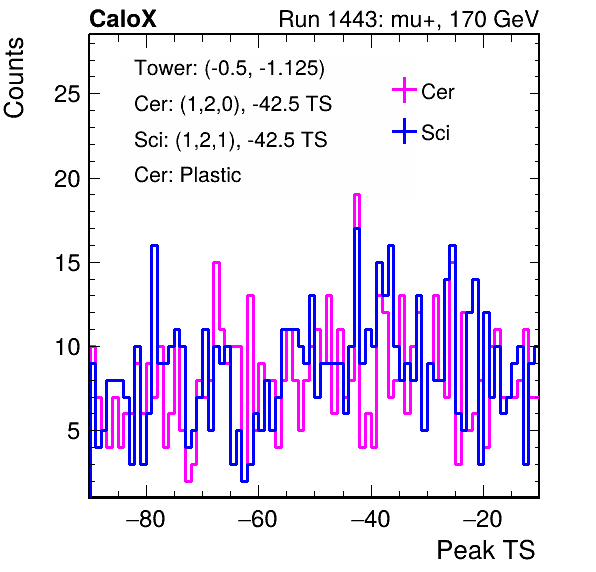 CaloX Run 1443: mu+, 170 GeV
Counts
Tower: (-0.5, -1.125)
Cer: (1,2,0), -42.5 TS
Sci: (1,2,1), -42.5 TS
Cer: Plastic
Cer
Sci
25
20
15
10
5
−80 −60 −40 −20
Peak TS